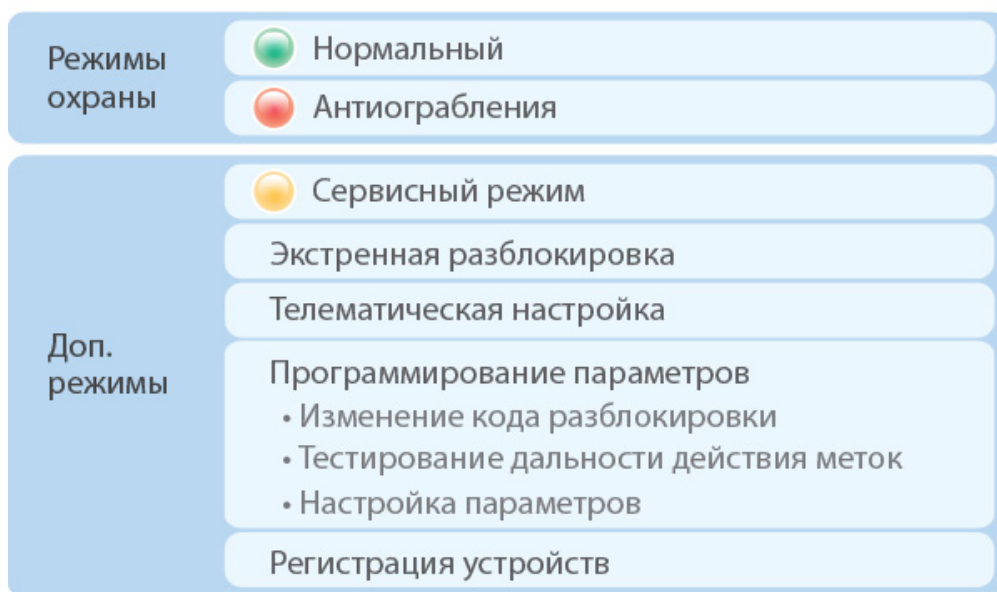 Режимы
охраны
Нормальный
Антиограбления
Доп.
режимы
Сервисный режим
Экстренная разблокировка
Телематическая настройка
Программирование параметров
• Изменение кода разблокировки
• Тестирование дальности действия меток
• Настройка параметров
Регистрация устройств